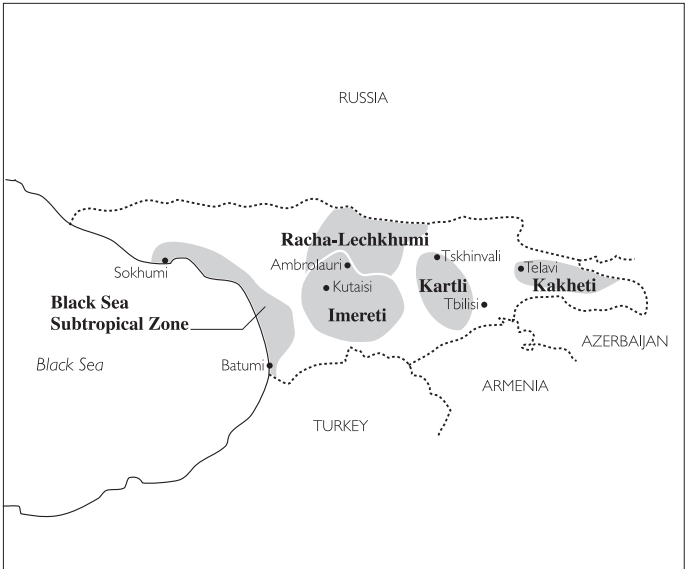 RUSSIA
Racha-Lechkhumi
Tskhinvali
Ambrolauri
Sokhumi
Telavi
Kutaisi
Kartli
Kakheti
Black Sea
Subtropical Zone
Tbilisi
Imereti
AZERBAIJAN
Black Sea
Batumi
ARMENIA
TURKEY